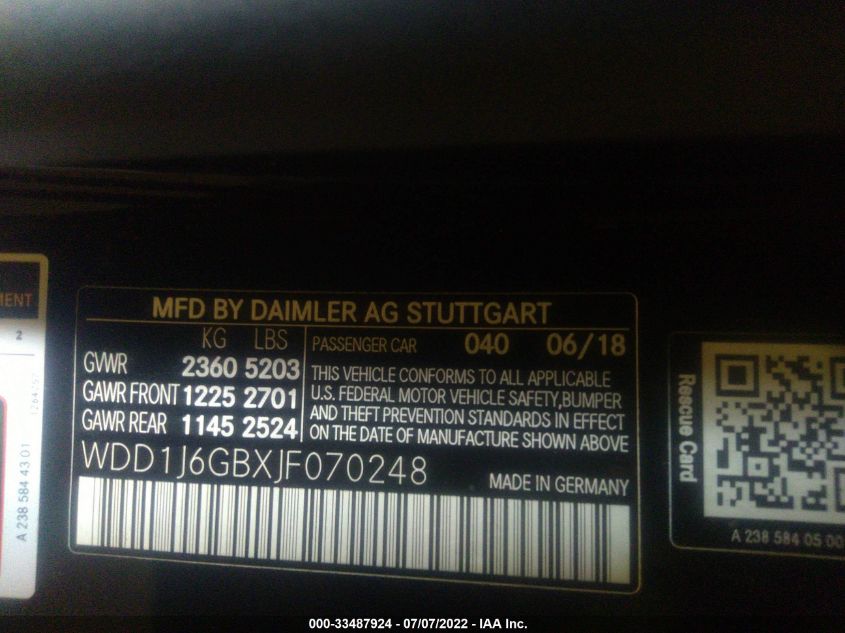 MENT
2
1264/57
A 238 584 43 01
MFD BY DAIMLER AG STUTTGART
KG LBS
GVWR 2360 5203
GAWR FRONT 1225 2701
GAWR REAR 1145 2524
PASSENGER CAR 040 06/18
THIS VEHICLE CONFORMS TO ALL APPLICABLE
U.S. FEDERAL MOTOR VEHICLE SAFETY,BUMPER
AND THEFT PREVENTION STANDARDS IN EFFECT
ON THE DATE OF MANUFACTURE SHOWN ABOVE
WDD1J6GBXJF070248
MADE IN GERMANY
Rescue Card
A 238 584 05 00
000-33487924 / 07/07/2022 - IAA Inc.